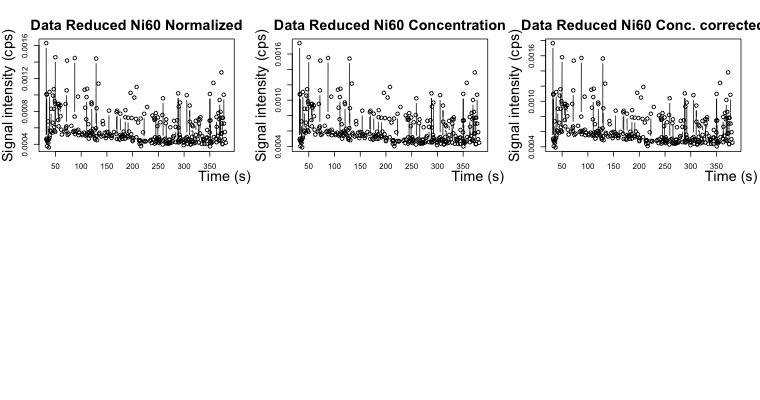 Data Reduced Ni60 Normalized
Signal intensity (cps)
0.0004 0.0008 0.0012 0.0016
50 100 150 200 250 300 350
Time (s)
Data Reduced Ni60 Concentration
Signal intensity (cps)
0.0004 0.0010 0.0016
50 100 150 200 250 300 350
Time (s)
Data Reduced Ni60 Conc. corrected
Signal intensity (cps)
0.0004 0.0010 0.0016
50 100 150 200 250 300 350
Time (s)